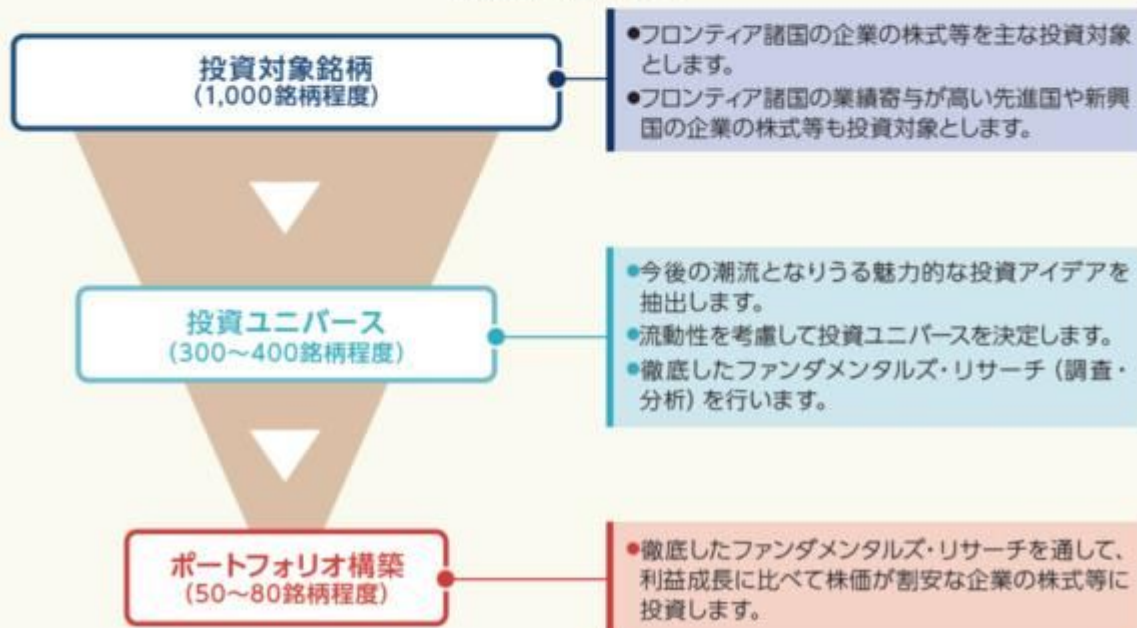 投資対象銘柄
(1,000銘柄程度)
●フロンティア諸国の企業の株式等を主な投資対象
とします。
●フロンティア諸国の業績寄与が高い先進国や新興
国の企業の株式等も投資対象とします。
投資ユニバース
(300～400銘柄程度)
●今後の潮流となりうる魅力的な投資アイデアを
抽出します。
●流動性を考慮して投資ユニバースを決定します。
●徹底したファンダメンタルズ・リサーチ（調査・
分析）を行います。
ポートフォリオ構築
(50～80銘柄程度)
●徹底したファンダメンタルズ・リサーチを通して、
利益成長に比べて株価が割安な企業の株式等に
投資します。